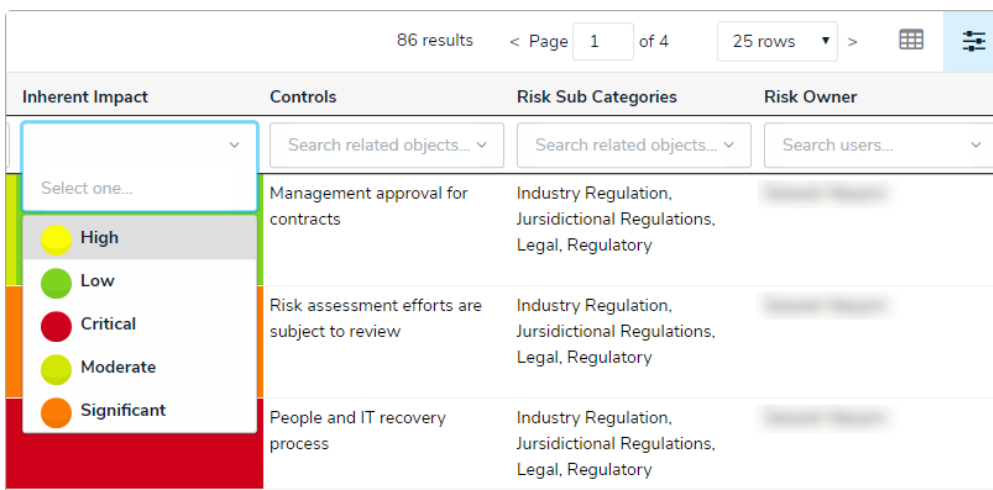 86 results < Page 1 of 4 25 rows >
Inherent Impact Controls Risk Sub Categories Risk Owner
Search related objects... Search related objects... Search users...
Select one...
High
Low
Critical
Moderate
Significant
Management approval for
contracts
Industry Regulation,
Jursidictional Regulations,
Legal, Regulatory
Risk assessment efforts are
subject to review
Industry Regulation,
Jursidictional Regulations,
Legal, Regulatory
People and IT recovery
process
Industry Regulation,
Jursidictional Regulations,
Legal, Regulatory